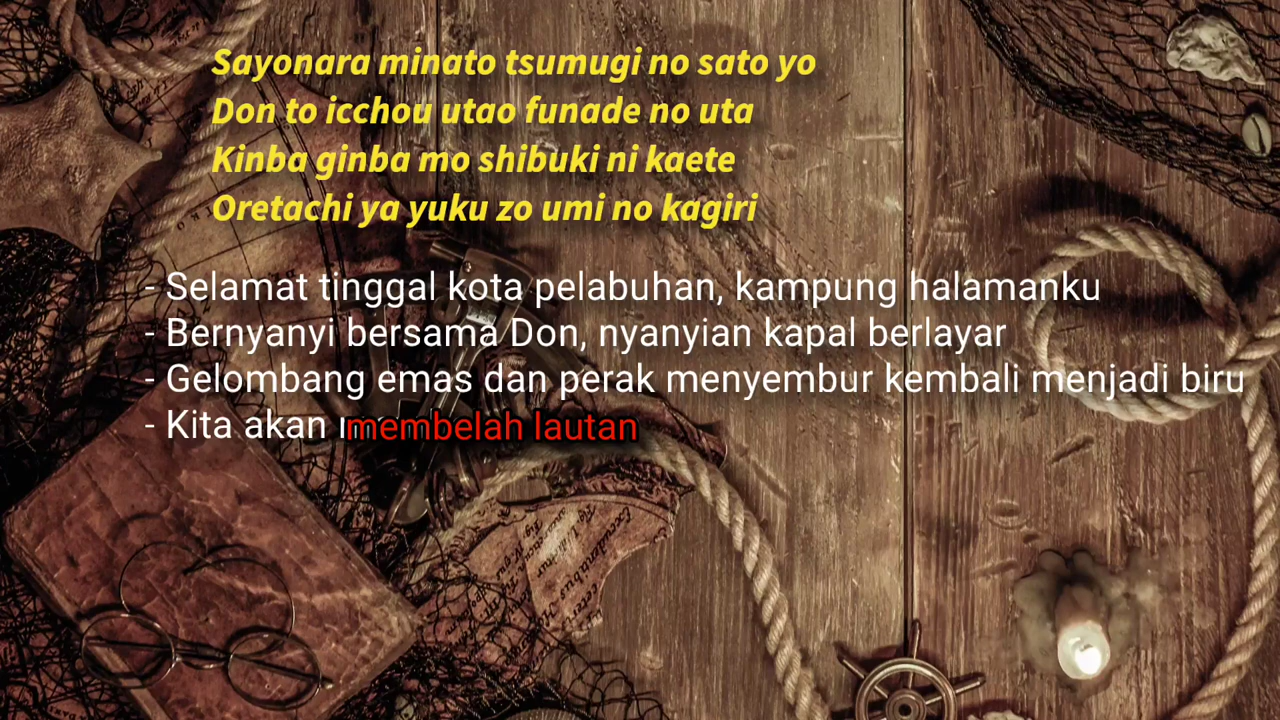 Sayonara minato tsumugi no sato yo
Don to icchou utao funade no uta
Kinba ginba mo shibuki ni kaete
Oretachi ya yuku zo umi no kagiri
- Selamat tinggal kota pelabuhan, kampung halamanku
- Bernyanyi bersama Don, nyanyian kapal berlayar
- Gelombang emas dan perak menyembur kembali menjadi biru
- Kita akan membelah lautan